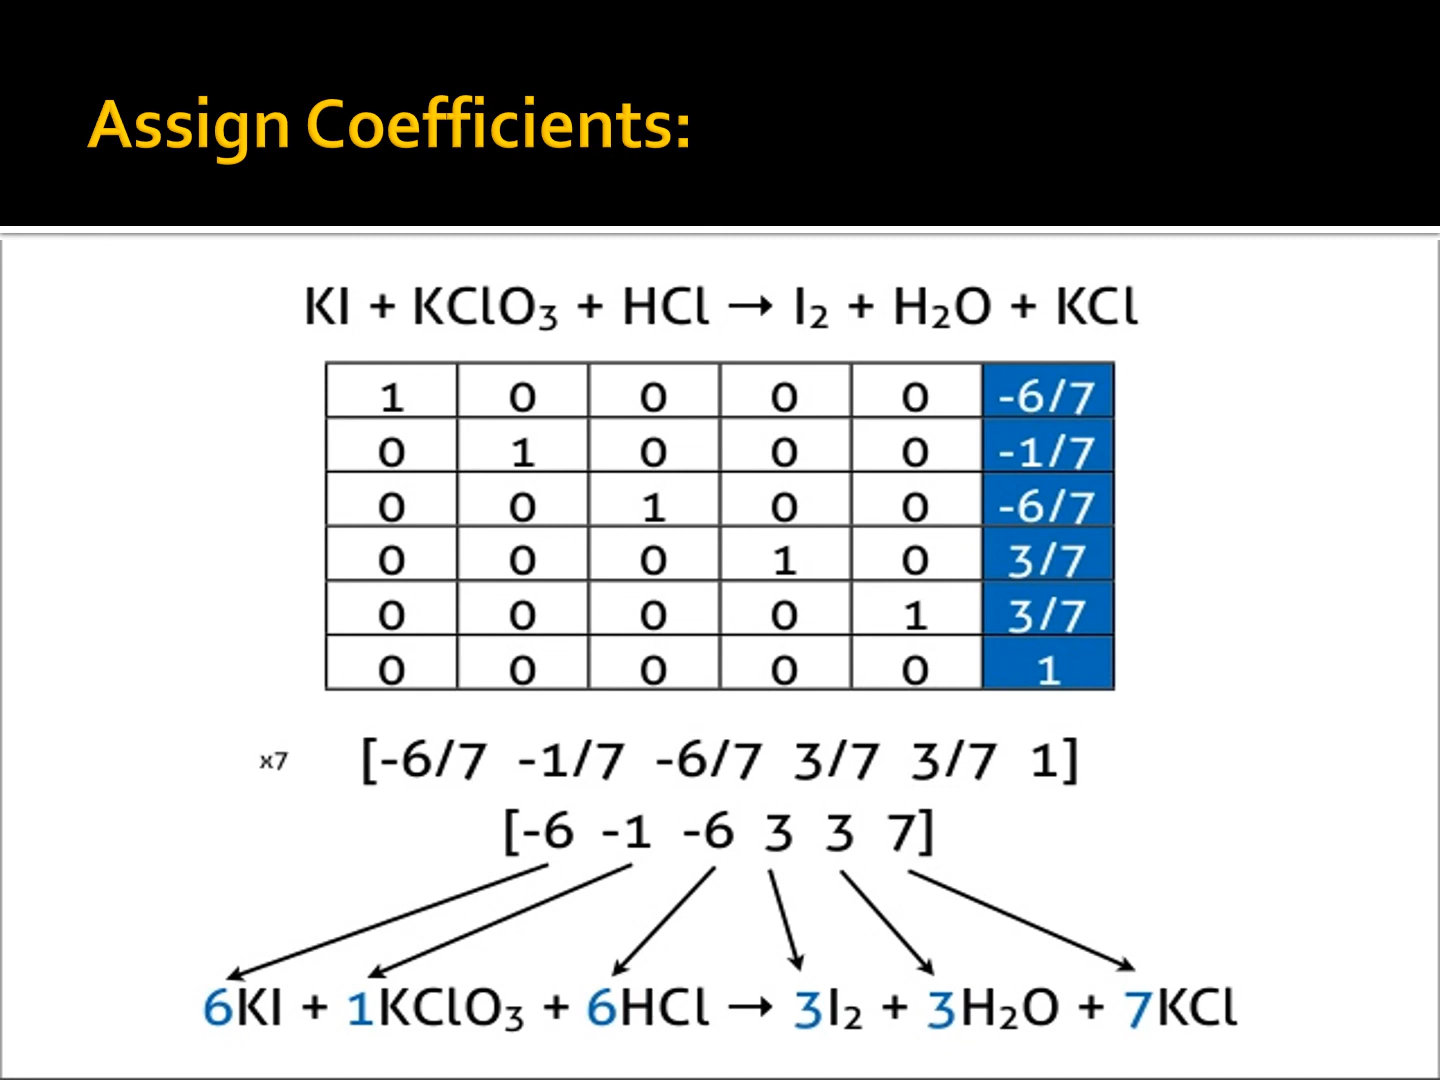 Assign Coefficients:
KI + KClO₃ + HCl → I₂ + H₂O + KCl
1 0 0 0 0 -6/7
0 1 0 0 0 -1/7
0 0 1 0 0 -6/7
0 0 0 1 0 3/7
0 0 0 0 1 3/7
0 0 0 0 0 1
x7 [-6/7 -1/7 -6/7 3/7 3/7 1]
[-6 -1 -6 3 3 7]
6KI + 1KClO₃ + 6HCl → 3I₂ + 3H₂O + 7KCl